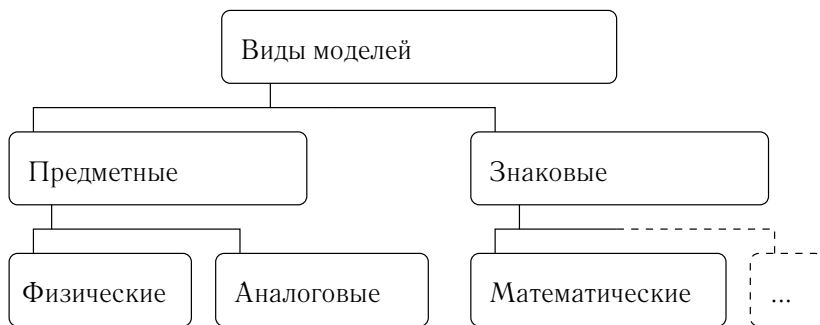 Виды моделей
Предметные
Знаковые
Физические
Аналоговые
Математические
...